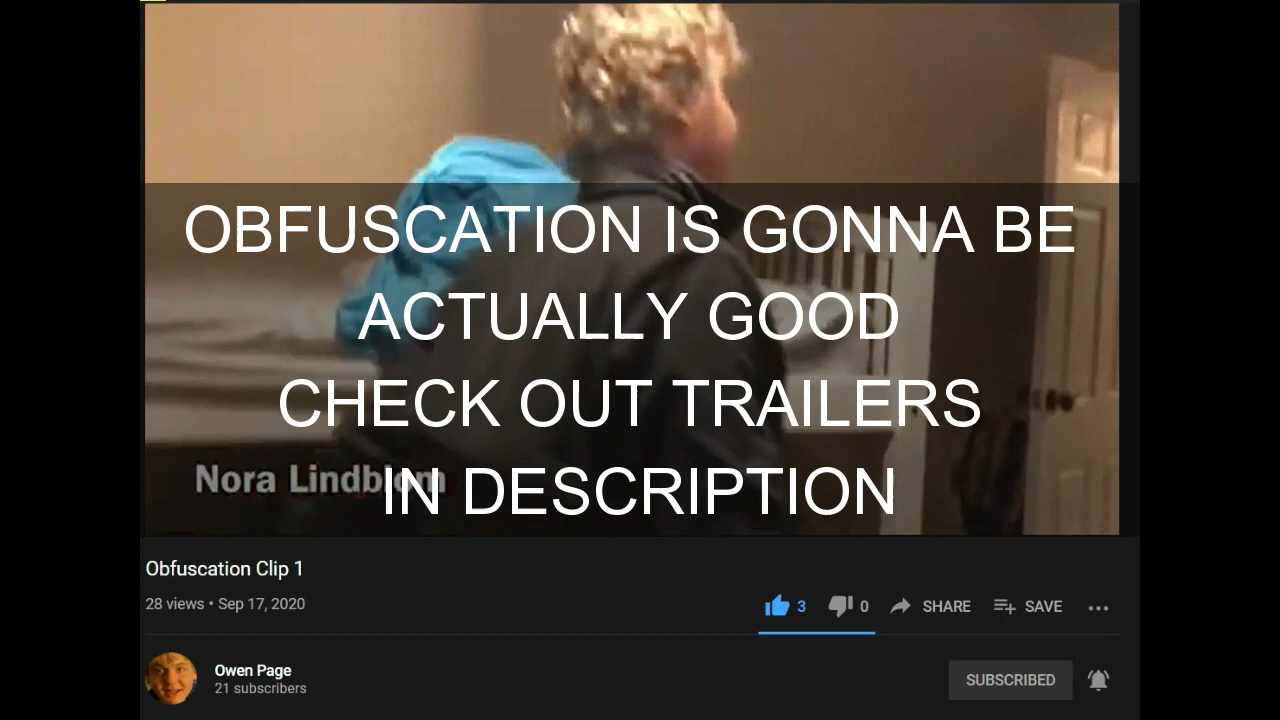 OBFUSCATION IS GONNA BE
ACTUALLY GOOD
CHECK OUT TRAILERS
IN DESCRIPTION
Nora Lindblom
Obfuscation Clip 1
28 views • Sep 17, 2020
3
0
SHARE
SAVE
Owen Page
21 subscribers
SUBSCRIBED